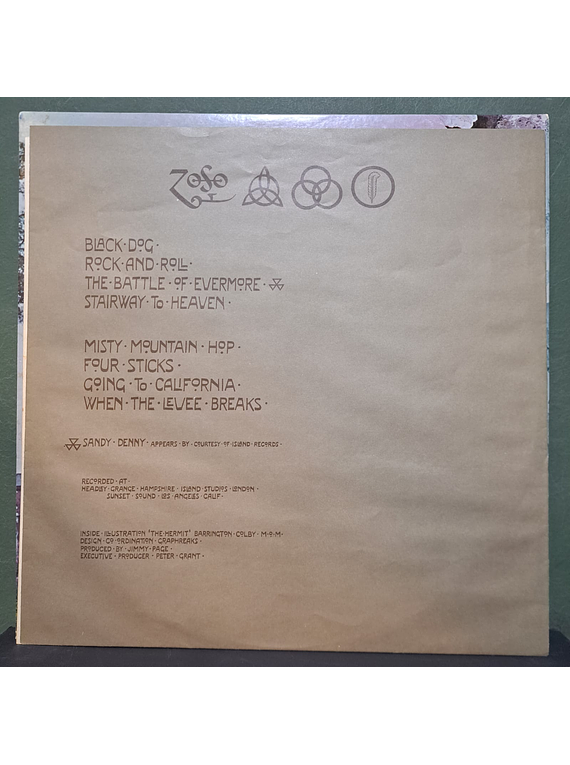 ZoSo
BLACK·DOG·
ROCK·AND·ROLL·
THE·BATTLE·OF·EVERMORE·
STAIRWAY·TO·HEAVEN·
MISTY·MOUNTAIN·HOP·
FOUR·STICKS·
GOING·TO·CALIFORNIA·
WHEN·THE·LEVEE·BREAKS·
SANDY·DENNY·APPEARS·BY·COURTESY·OF·ISLAND·RECORDS·
RECORDED·AT·
HEADLEY·GRANGE·HAMPSHIRE·ISLAND·STUDIOS·LONDON·
SUNSET·SOUND·LOS·ANGELES·CALIF·
INSIDE·ILLUSTRATION 'THE·HERMIT' BARRINGTON·COLBY·M·O·M·
DESIGN·CO·ORDINATION·GRAPHREAKS·
PRODUCED·BY·JIMMY·PAGE·
EXECUTIVE·PRODUCER·PETER·GRANT·